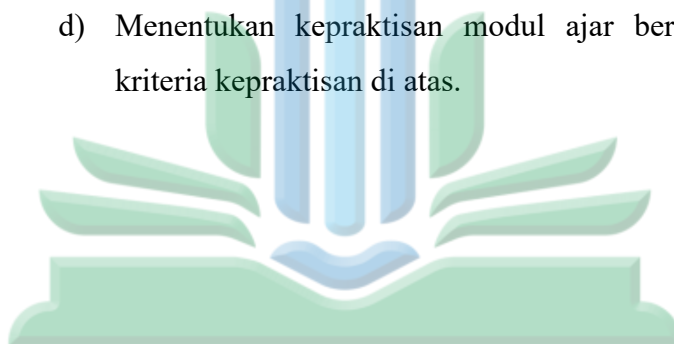 d) Menentukan kepraktisan modul ajar ber
kriteria kepraktisan di atas.